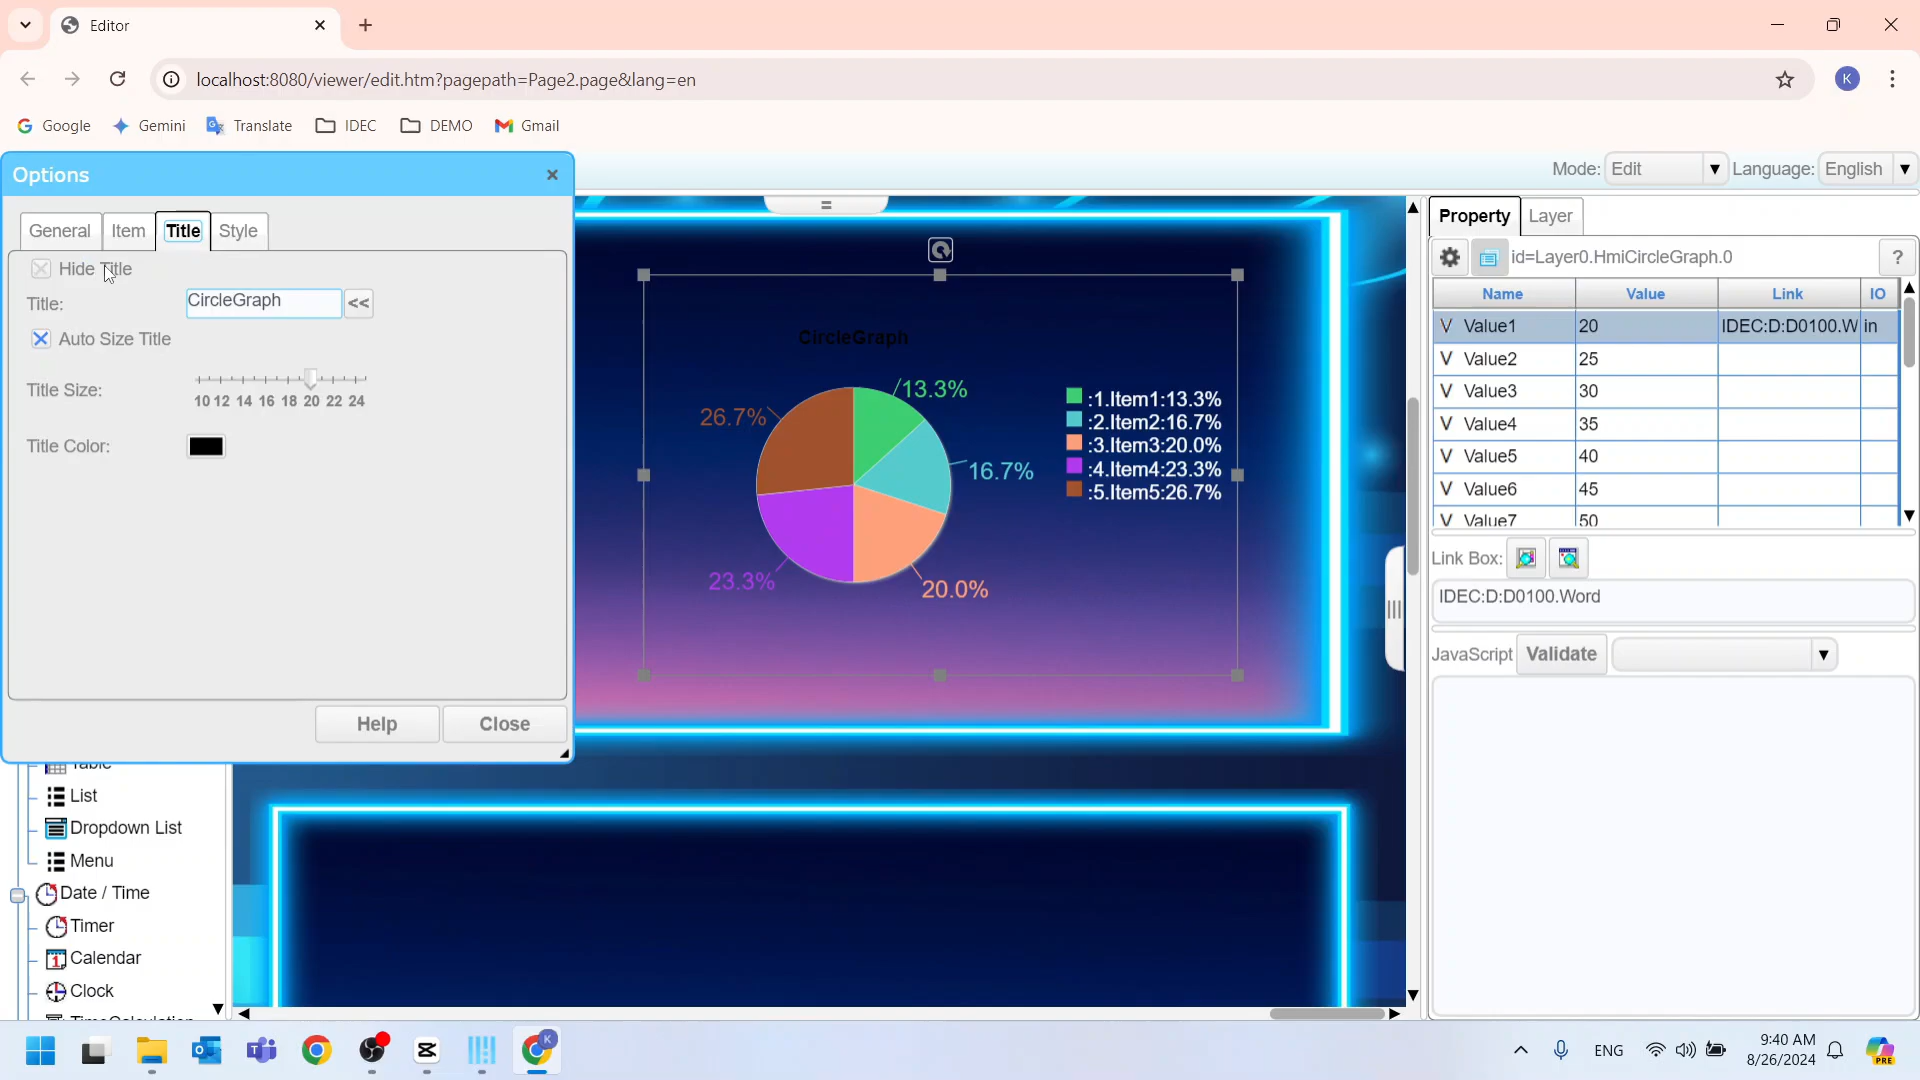 Editor
localhost:8080/viewer/edit.htm?pagepath=Page2.page&lang=en
K
Google
Gemini
Translate
IDEC
DEMO
Gmail
Options
Mode: Edit
Language: English
General
Item
Title
Style
Hide Title
Title:
CircleGraph
<<
Auto Size Title
Title Size:
10 12 14 16 18 20 22 24
Title Color:
Help
Close
CircleGraph
13.3%
26.7%
16.7%
23.3%
20.0%
:1.Item1:13.3%
:2.Item2:16.7%
:3.Item3:20.0%
:4.Item4:23.3%
:5.Item5:26.7%
Property
Layer
id=Layer0.HmiCircleGraph.0
?
Name Value Link IO
V Value1 20 IDEC:D:D0100.W in
V Value2 25
V Value3 30
V Value4 35
V Value5 40
V Value6 45
V Value7 50
Link Box:
IDEC:D:D0100.Word
JavaScript
Validate
Table
List
Dropdown List
Menu
Date / Time
Timer
Calendar
Clock
TimeCalculation
ENG
9:40 AM
8/26/2024
PRE